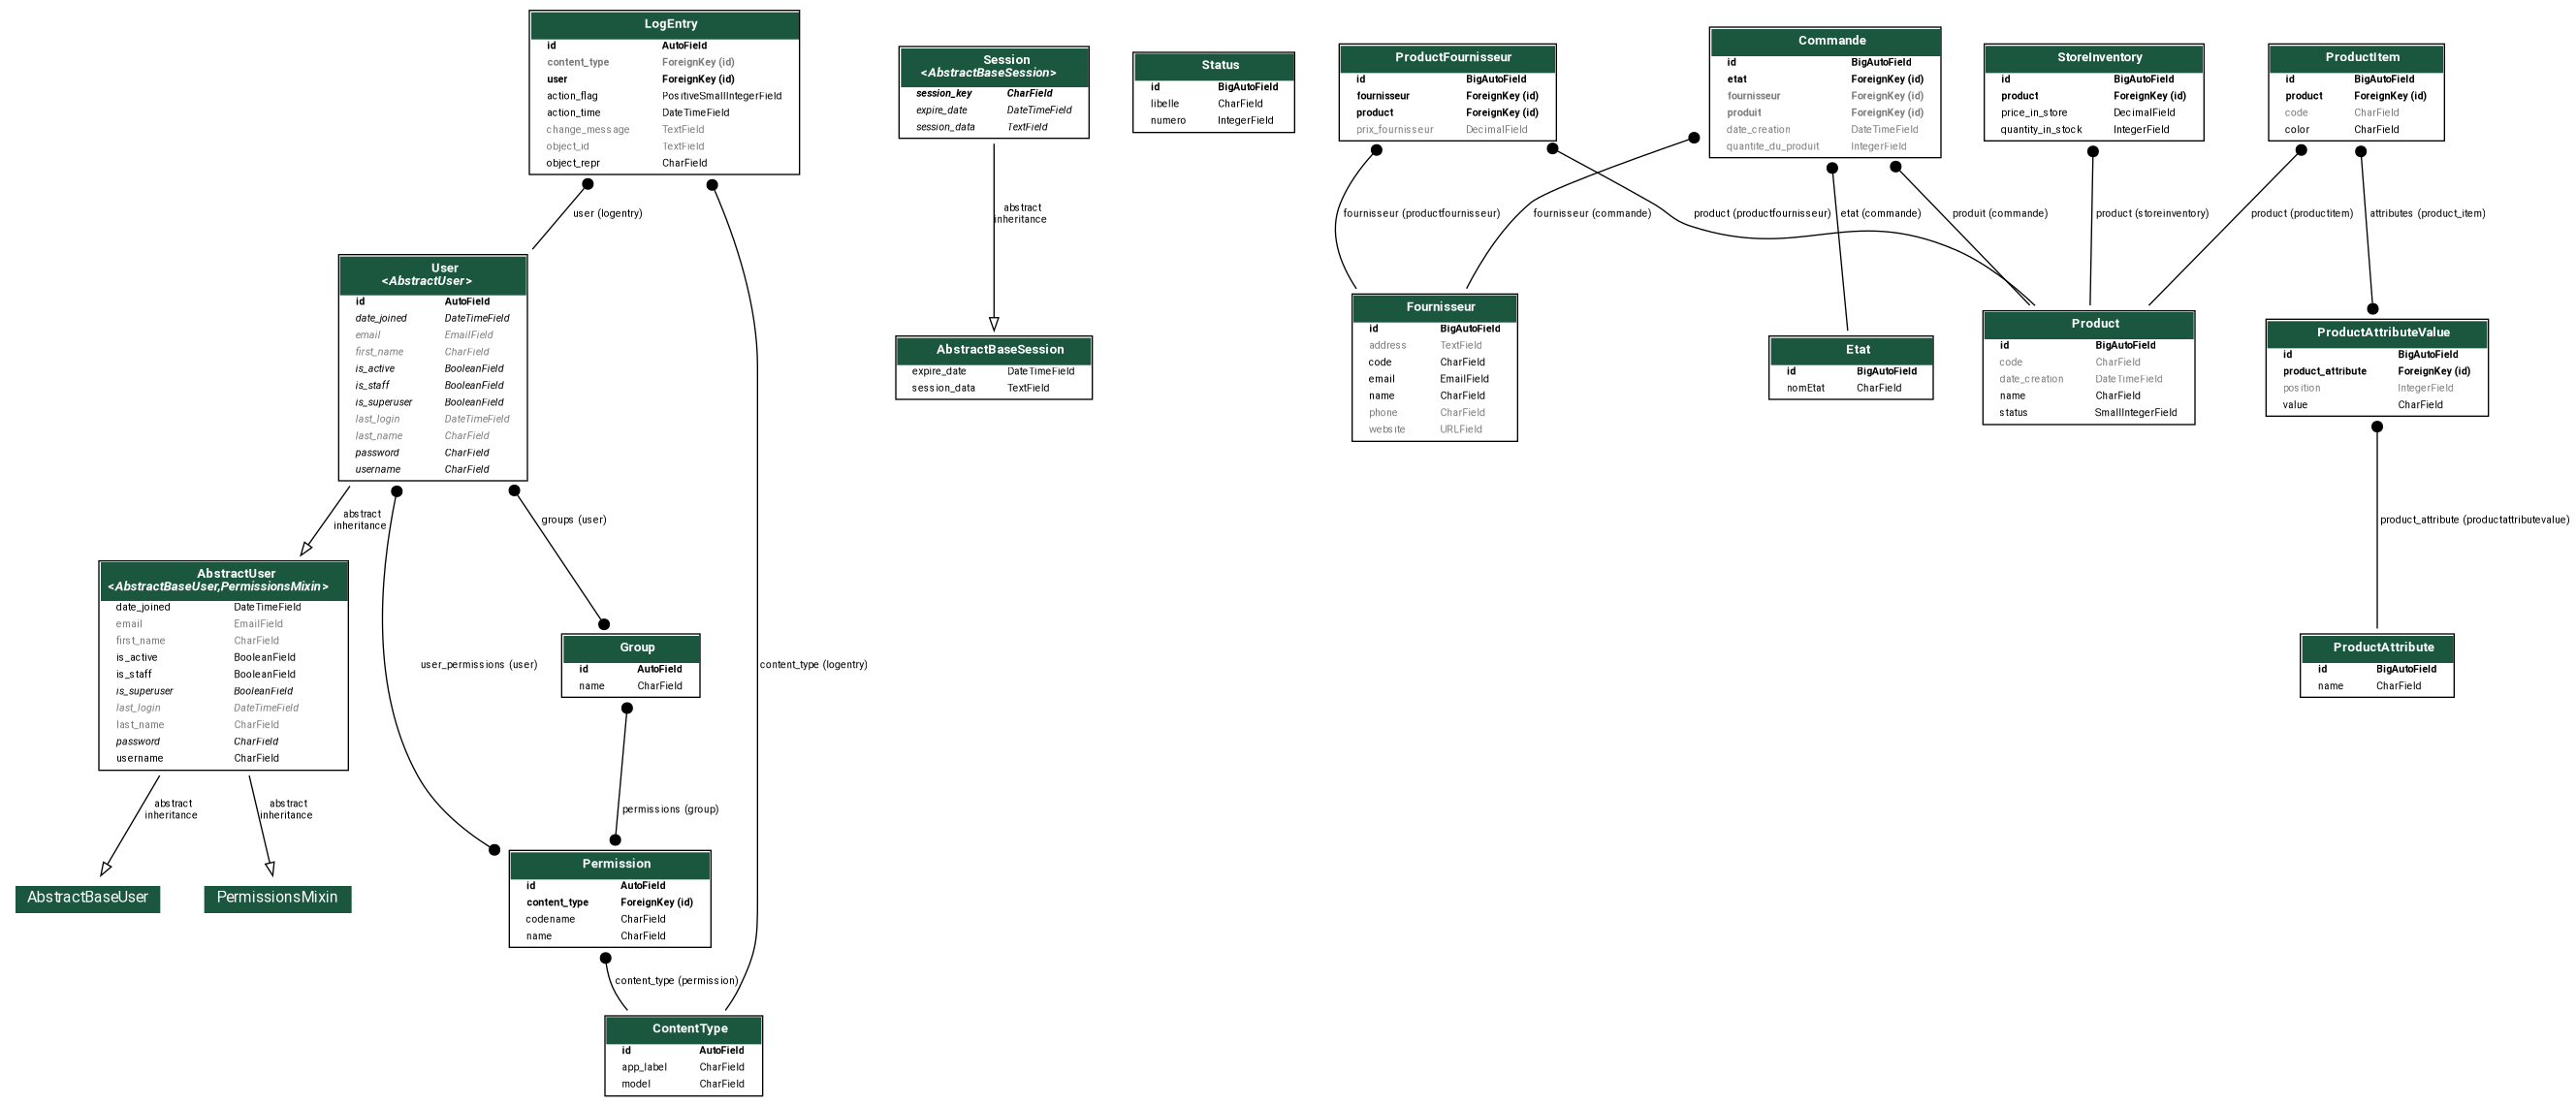 LogEntry
id AutoField
content_type ForeignKey (id)
user ForeignKey (id)
action_flag PositiveSmallIntegerField
action_time DateTimeField
change_message TextField
object_id TextField
object_repr CharField
Session
<AbstractBaseSession>
session_key CharField
expire_date DateTimeField
session_data TextField
Status
id BigAutoField
libelle CharField
numero IntegerField
ProductFournisseur
id BigAutoField
fournisseur ForeignKey (id)
product ForeignKey (id)
prix_fournisseur DecimalField
Commande
id BigAutoField
etat ForeignKey (id)
fournisseur ForeignKey (id)
produit ForeignKey (id)
date_creation DateTimeField
quantite_du_produit IntegerField
StoreInventory
id BigAutoField
product ForeignKey (id)
price_in_store DecimalField
quantity_in_stock IntegerField
ProductItem
id BigAutoField
product ForeignKey (id)
code CharField
color CharField
user (logentry)
abstract
inheritance
fournisseur (productfournisseur)
fournisseur (commande)
product (productfournisseur)
etat (commande)
produit (commande)
product (storeinventory)
product (productitem)
attributes (product_item)
User
<AbstractUser>
id AutoField
date_joined DateTimeField
email EmailField
first_name CharField
is_active BooleanField
is_staff BooleanField
is_superuser BooleanField
last_login DateTimeField
last_name CharField
password CharField
username CharField
AbstractBaseSession
expire_date DateTimeField
session_data TextField
Fournisseur
id BigAutoField
address TextField
code CharField
email EmailField
name CharField
phone CharField
website URLField
Etat
id BigAutoField
nomEtat CharField
Product
id BigAutoField
code CharField
date_creation DateTimeField
name CharField
status SmallIntegerField
ProductAttributeValue
id BigAutoField
product_attribute ForeignKey (id)
position IntegerField
value CharField
abstract
inheritance
groups (user)
product_attribute (productattributevalue)
AbstractUser
<AbstractBaseUser,PermissionsMixin>
date_joined DateTimeField
email EmailField
first_name CharField
is_active BooleanField
is_staff BooleanField
is_superuser BooleanField
last_login DateTimeField
last_name CharField
password CharField
username CharField
user_permissions (user)
Group
id AutoField
name CharField
content_type (logentry)
ProductAttribute
id BigAutoField
name CharField
abstract
inheritance
abstract
inheritance
permissions (group)
AbstractBaseUser
PermissionsMixin
Permission
id AutoField
content_type ForeignKey (id)
codename CharField
name CharField
content_type (permission)
ContentType
id AutoField
app_label CharField
model CharField